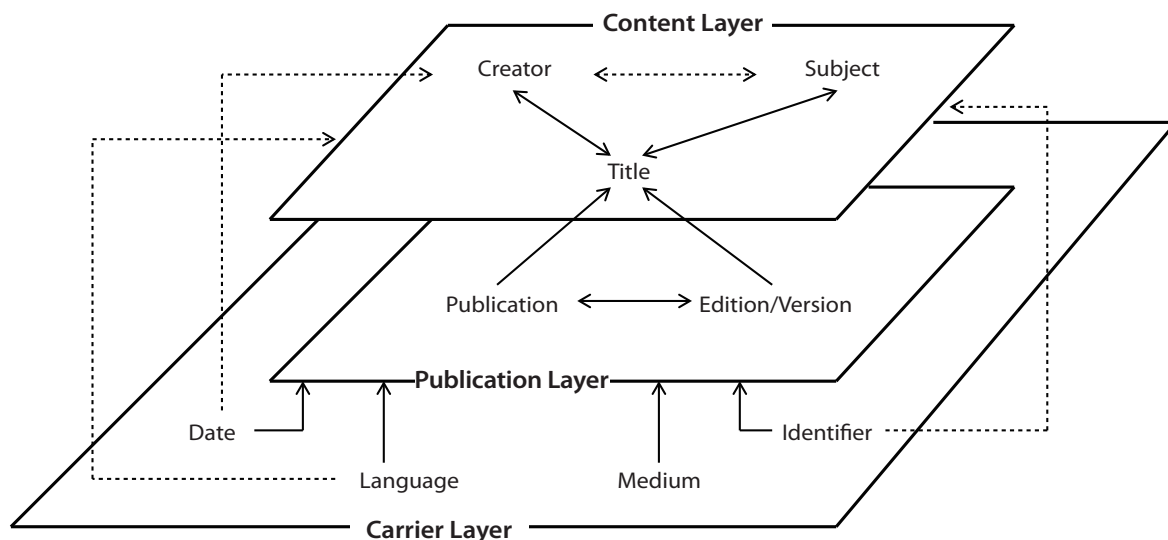 Content Layer
Creator
Subject
Title
Publication
Edition/Version
Publication Layer
Date
Identifier
Language
Medium
Carrier Layer